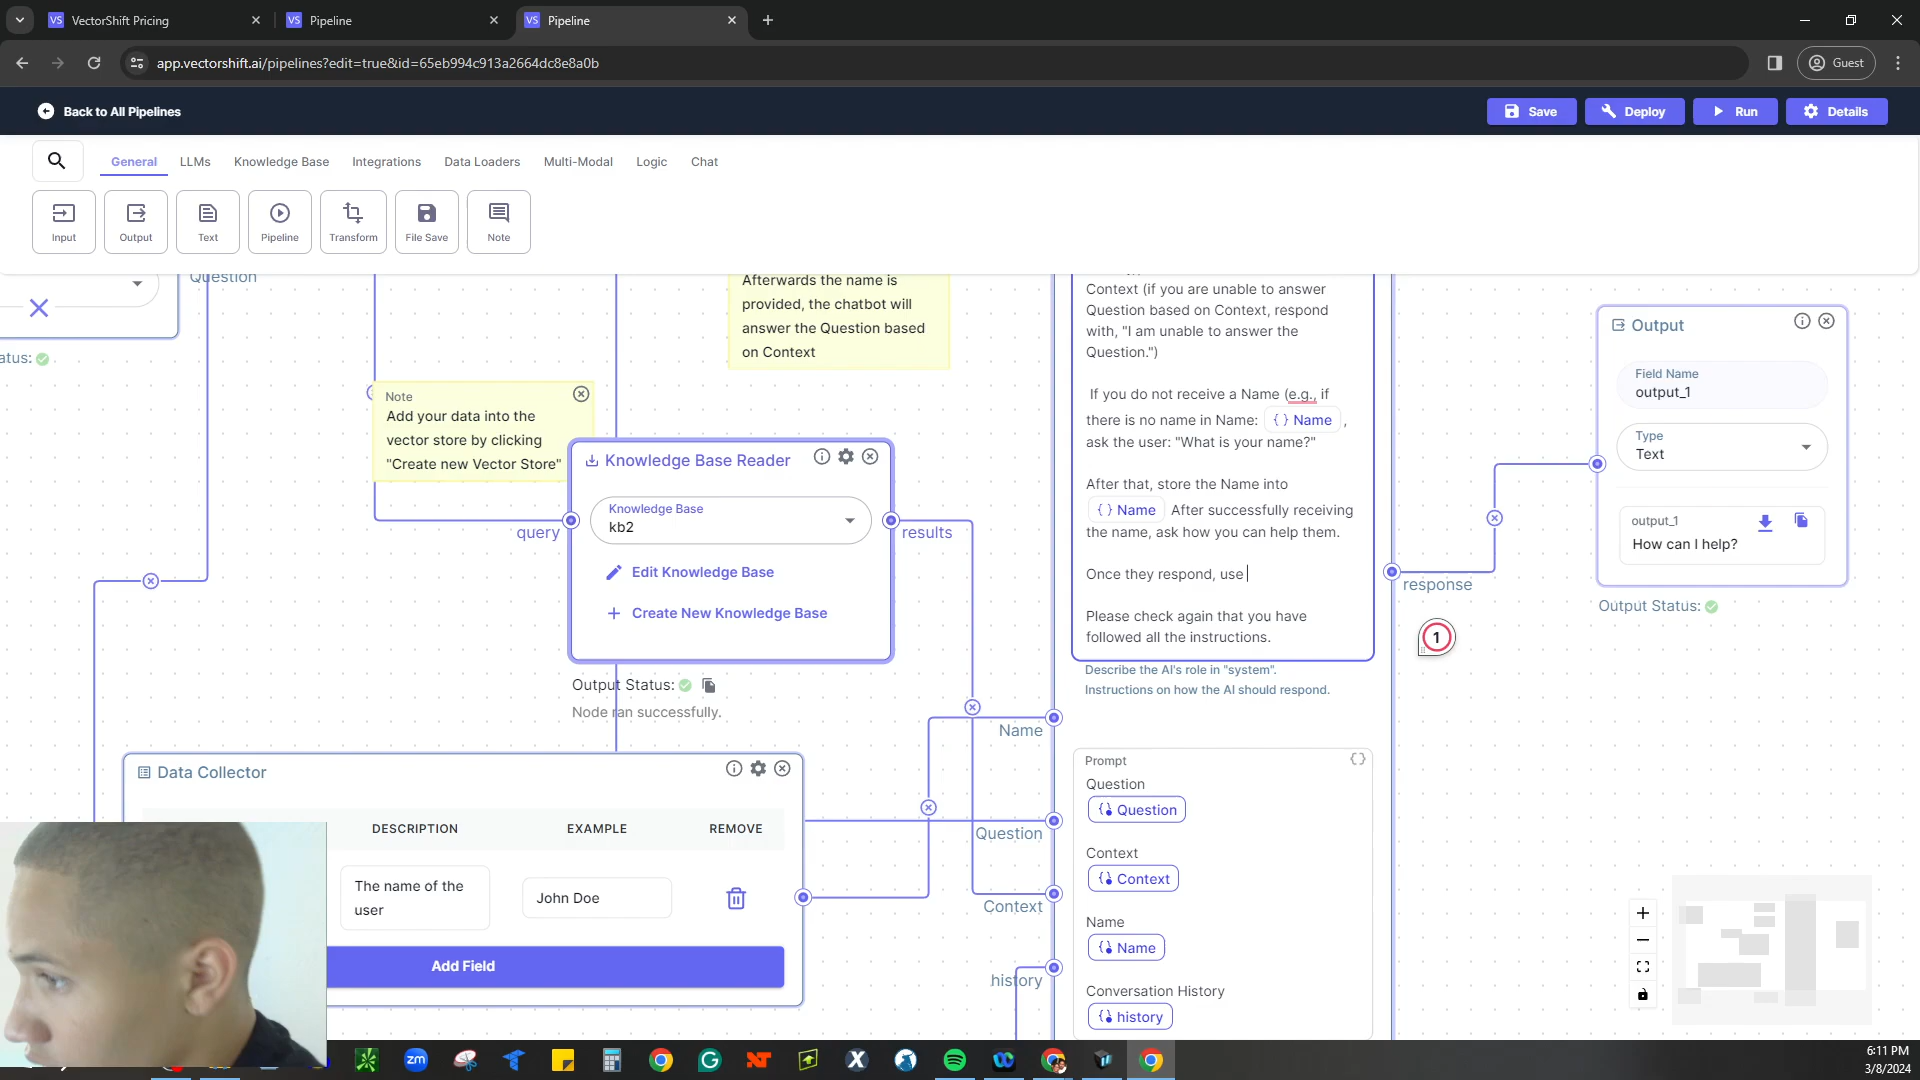 VectorShift Pricing
Pipeline
Pipeline
app.vectorshift.ai/pipelines?edit=true&id=65eb994c913a2664dc8e8a0b
Guest
Back to All Pipelines
Save
Deploy
Run
Details
General
LLMs
Knowledge Base
Integrations
Data Loaders
Multi-Modal
Logic
Chat
Input
Output
Text
Pipeline
Transform
File Save
Note
Question
atus:
Afterwards the name is
provided, the chatbot will
answer the Question based
on Context
Note
Add your data into the
vector store by clicking
"Create new Vector Store"
Knowledge Base Reader
Knowledge Base
kb2
query
results
Edit Knowledge Base
Create New Knowledge Base
Output Status:
Node ran successfully.
Context (if you are unable to answer
Question based on Context, respond
with, "I am unable to answer the
Question.")
If you do not receive a Name (e.g., if
there is no name in Name: {} Name ,
ask the user: "What is your name?"
After that, store the Name into
{} Name After successfully receiving
the name, ask how you can help them.
Once they respond, use
Please check again that you have
followed all the instructions.
Describe the AI's role in "system".
Instructions on how the AI should respond.
response
1
Output
Field Name
output_1
Type
Text
output_1
How can I help?
Output Status:
Data Collector
DESCRIPTION
EXAMPLE
REMOVE
The name of the
user
John Doe
Add Field
Name
Question
Context
history
Prompt
Question
Question
Context
Context
Name
Name
Conversation History
history
6:11 PM
3/8/2024